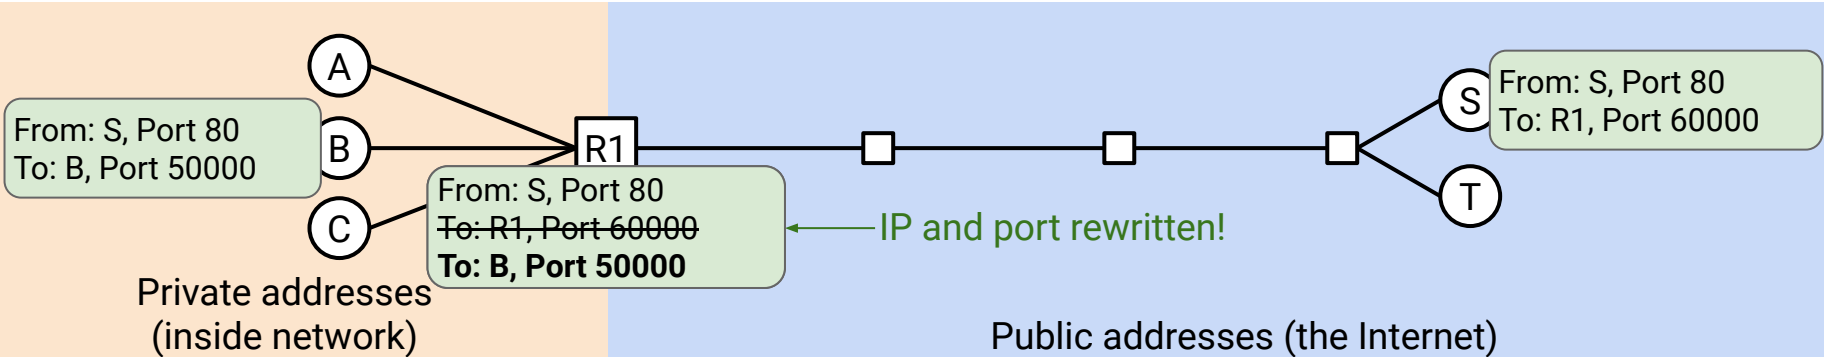 A
B
C
From: S, Port 80
To: B, Port 50000
R1
From: S, Port 80
To: R1, Port 60000
To: B, Port 50000
IP and port rewritten!
S
T
From: S, Port 80
To: R1, Port 60000
Private addresses
(inside network)
Public addresses (the Internet)